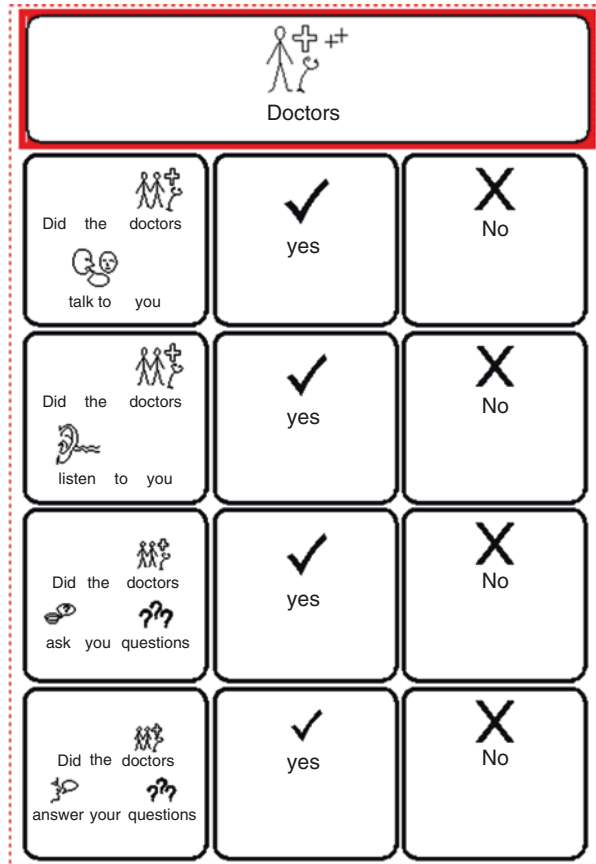 Doctors
Did the doctors
talk to you
yes
No
Did the doctors
listen to you
yes
No
Did the doctors
ask you questions
yes
No
Did the doctors
answer your questions
yes
No